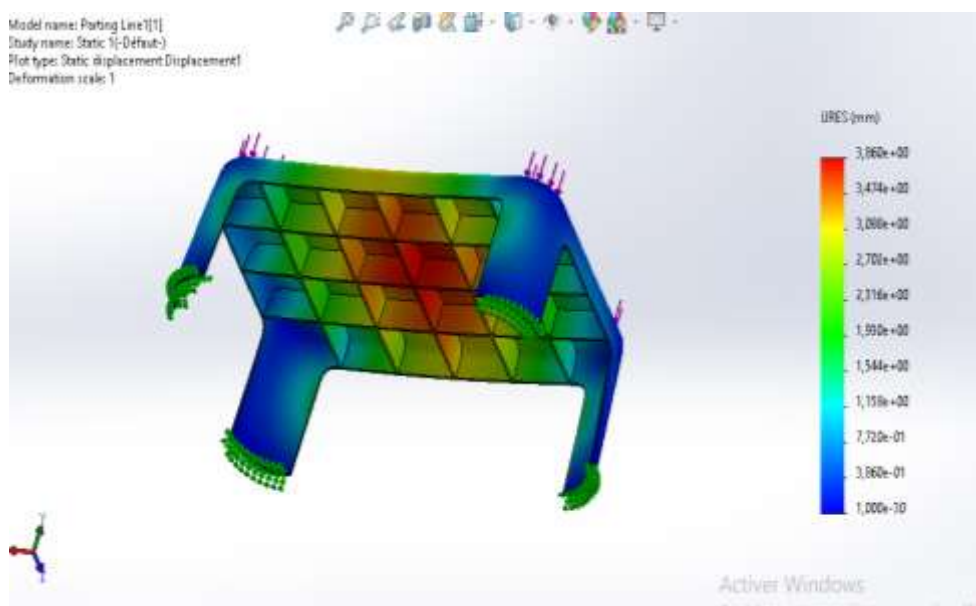 Model name: Parting Line1[1]
Study name: Static 1(-Défaut-)
Plot type: Static displacement Displacement1
Deformation scale: 1
URES (mm)
3,860e+00
3,474e+00
3,088e+00
2,702e+00
2,316e+00
1,930e+00
1,544e+00
1,158e+00
7,720e-01
3,860e-01
1,000e-30
Activer Windows